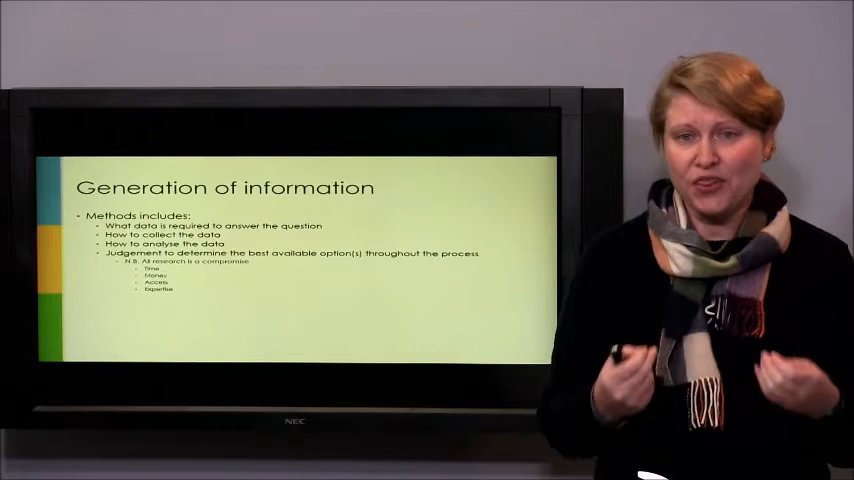 Generation of information
- Methods includes:
- What data is required to answer the question
- How to collect the data
- How to analyse the data
- Judgement to determine the best available option(s) throughout the process
- N.B. All research is a compromise
- Time
- Money
- Access
- Expertise
NEC